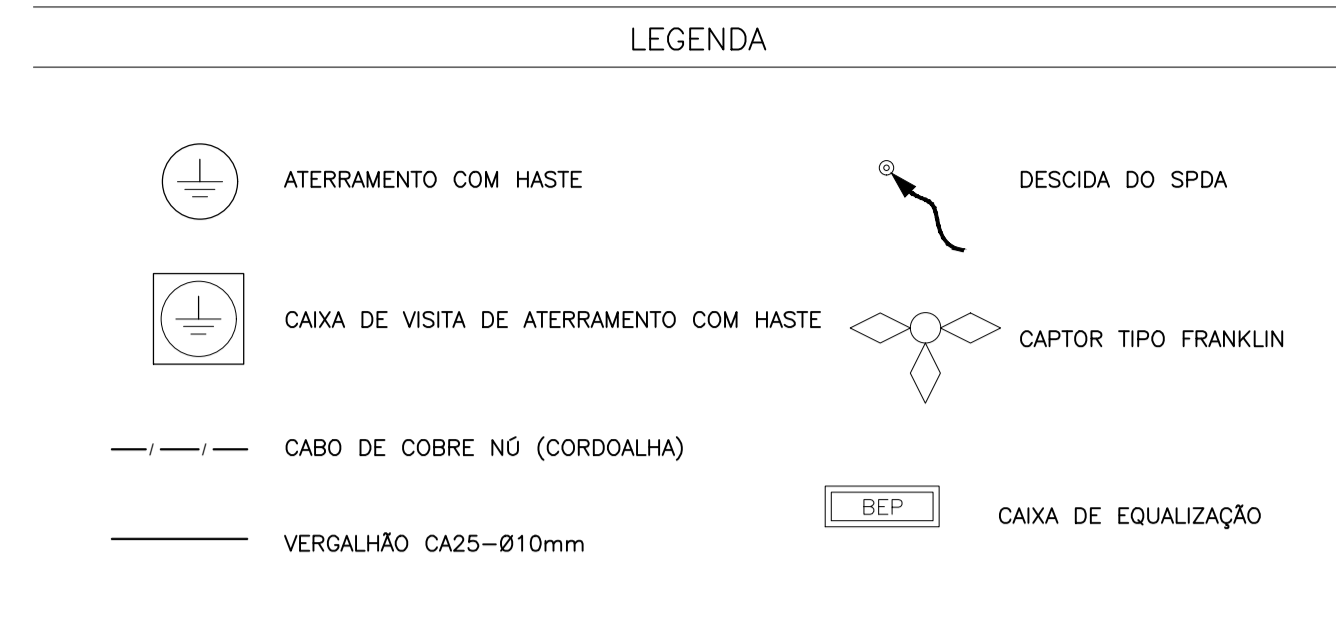 LEGENDA
ATERRAMENTO COM HASTE
CAIXA DE VISITA DE ATERRAMENTO COM HASTE
CABO DE COBRE NÚ (CORDOALHA)
VERGALHÃO CA25-Ø10mm
DESCIDA DO SPDA
CAPTOR TIPO FRANKLIN
BEP
CAIXA DE EQUALIZAÇÃO